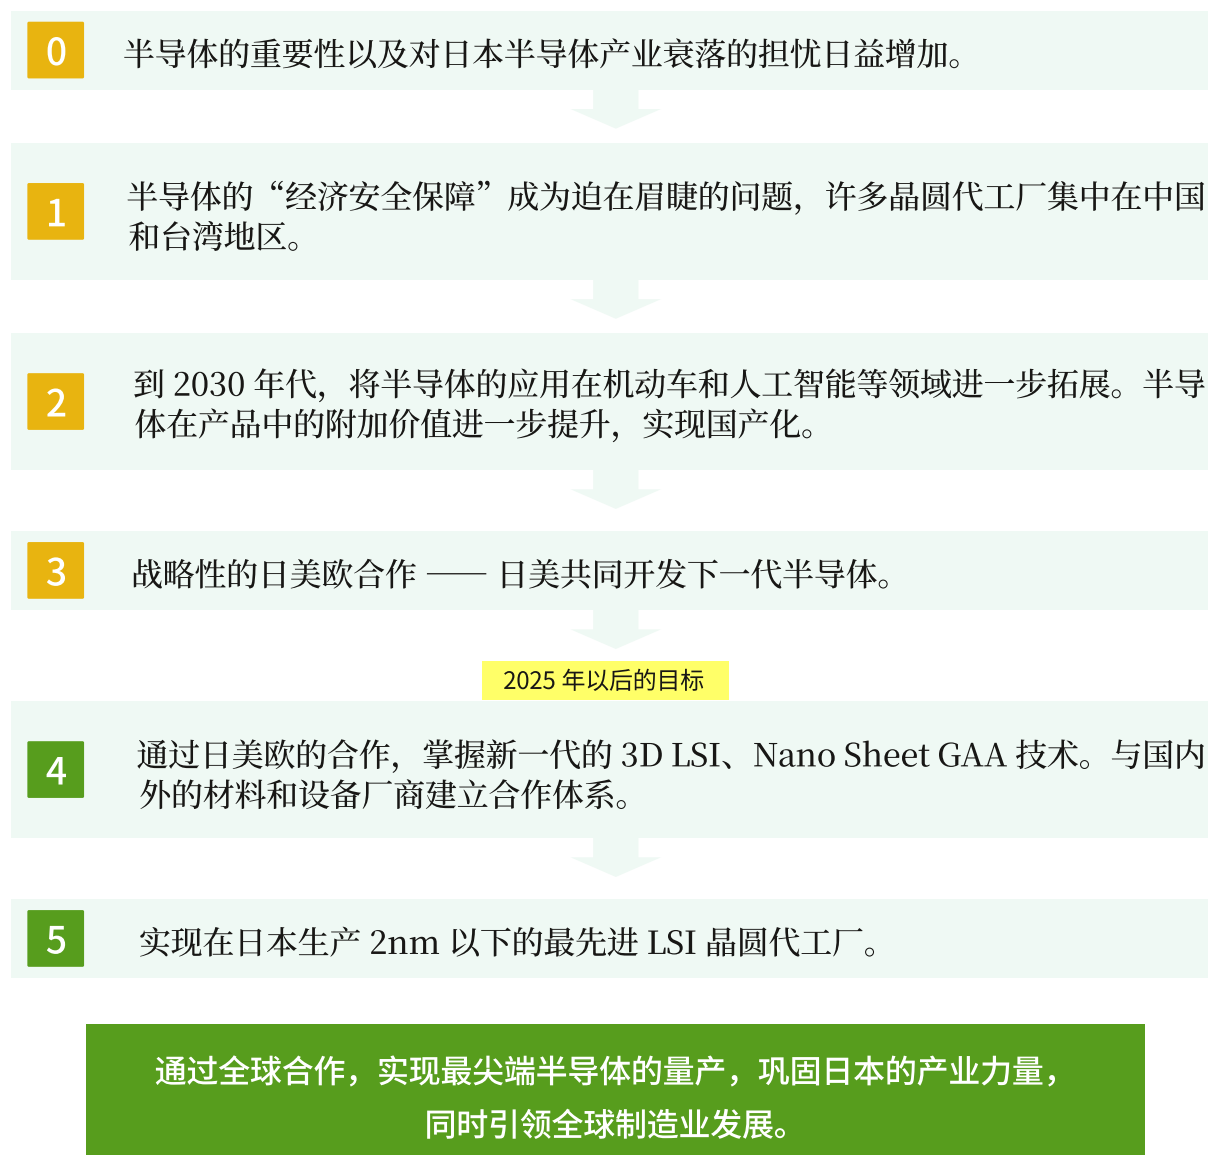 0
半导体的重要性以及对日本半导体产业衰落的担忧日益增加。
1
半导体的“经济安全保障”成为迫在眉睫的问题，许多晶圆代工厂集中在中国
和台湾地区。
2
到 2030 年代，将半导体的应用在机动车和人工智能等领域进一步拓展。半导
体在产品中的附加价值进一步提升，实现国产化。
3
战略性的日美欧合作 —— 日美共同开发下一代半导体。
2025 年以后的目标
4
通过日美欧的合作，掌握新一代的 3D LSI、Nano Sheet GAA 技术。与国内
外的材料和设备厂商建立合作体系。
5
实现在日本生产 2nm 以下的最先进 LSI 晶圆代工厂。
通过全球合作，实现最尖端半导体的量产，巩固日本的产业力量，
同时引领全球制造业发展。